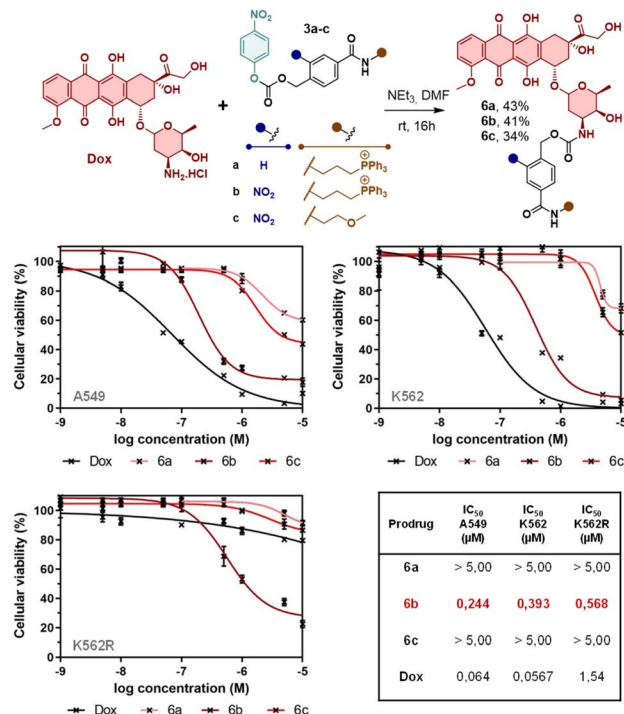 NO₂
3a-c
O
O
NH
O O O
O OH O
OH
OH
O O OH O
O
OH
NH₂.HCl
Dox
+
NEt₃, DMF
rt, 16h
a H PPh₃ ⊕
b NO₂ PPh₃ ⊕
c NO₂ O
O OH O
OH
OH
O O OH O
O
OH
NH
O O
O NH
6a, 43%
6b, 41%
6c, 34%
Cellular viability (%)
100
80
60
40
20
0
A549
-9 -8 -7 -6 -5
log concentration (M)
Dox 6a 6b 6c
Cellular viability (%)
100
80
60
40
20
0
K562
-9 -8 -7 -6 -5
log concentration (M)
Dox 6a 6b 6c
Cellular viability (%)
100
80
60
40
20
0
K562R
-9 -8 -7 -6 -5
log concentration (M)
Dox 6a 6b 6c
Prodrug IC₅₀ A549 (µM) IC₅₀ K562 (µM) IC₅₀ K562R (µM)
6a > 5,00 > 5,00 > 5,00
6b 0,244 0,393 0,568
6c > 5,00 > 5,00 > 5,00
Dox 0,064 0,0567 1,54